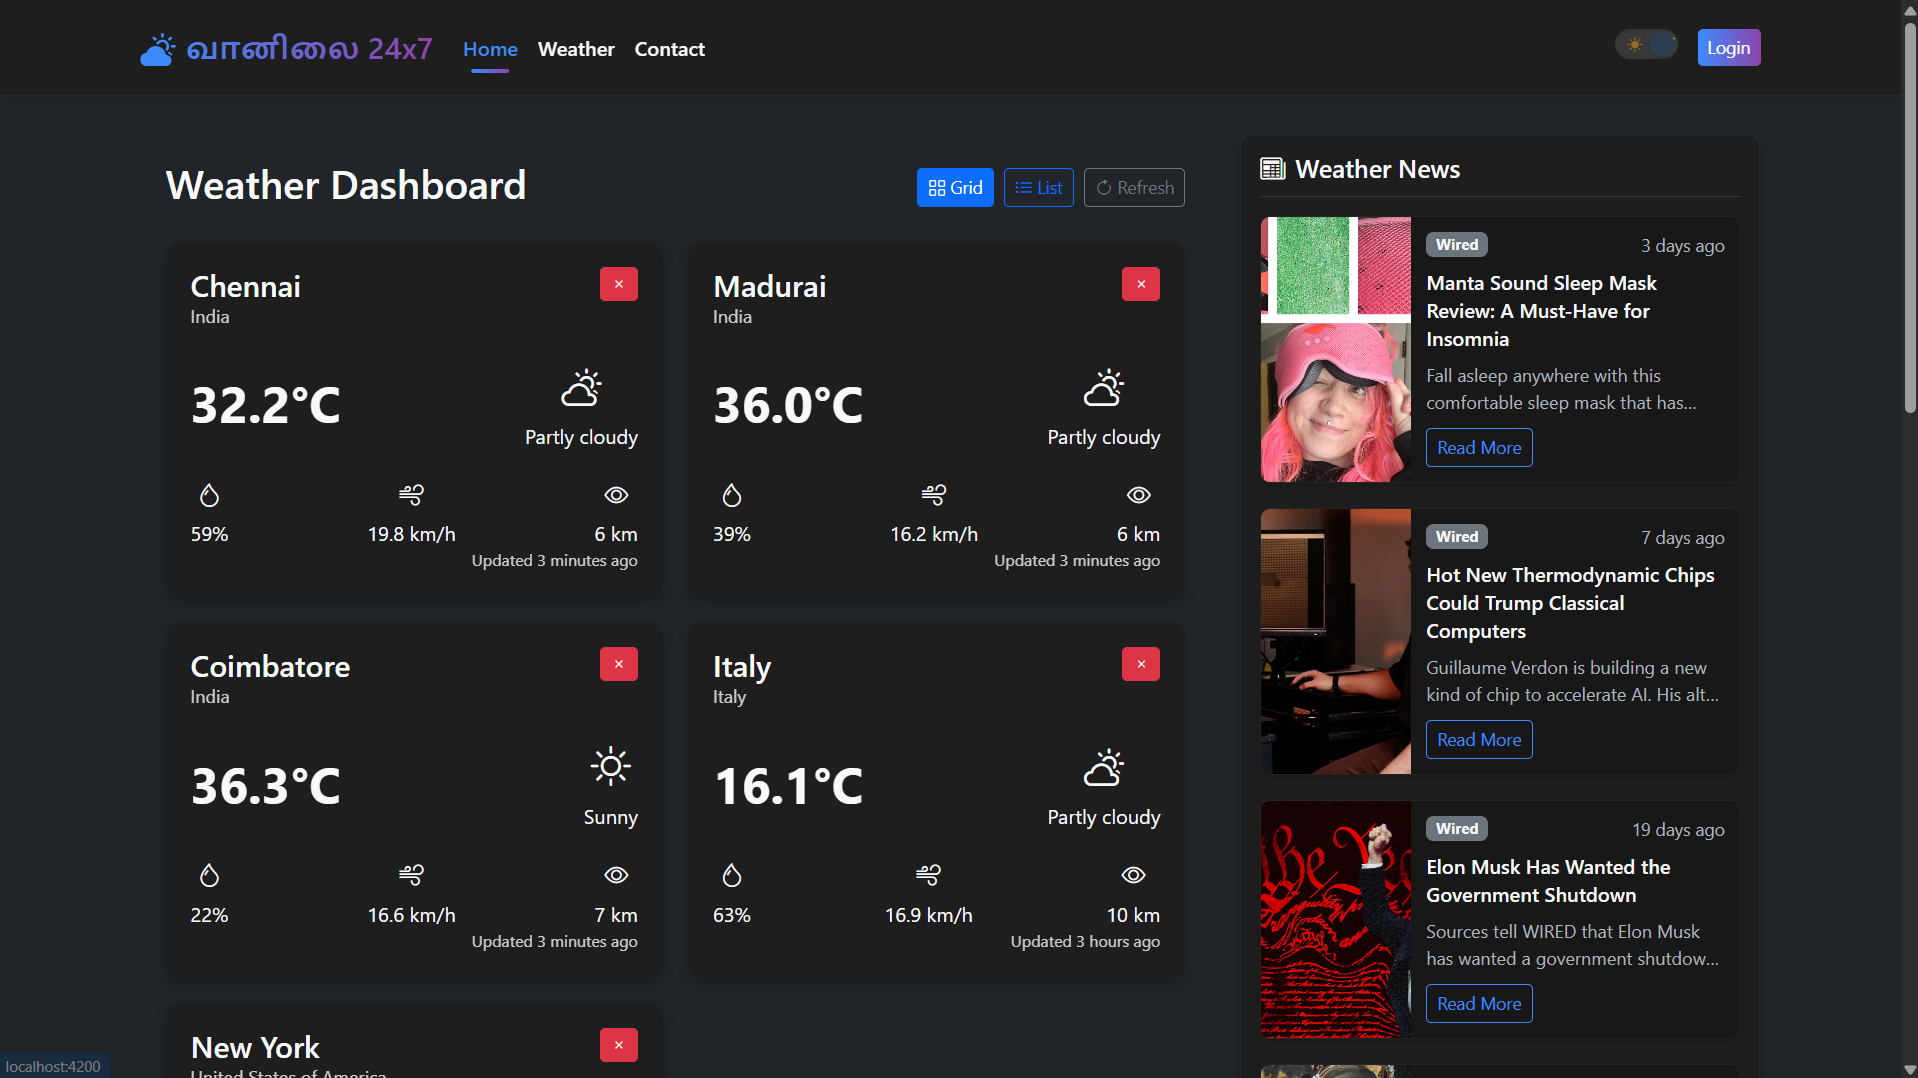 வானிலை 24x7
Home
Weather
Contact
Login
Weather Dashboard
Grid
List
Refresh
Chennai
India
32.2°C
Partly cloudy
59%
19.8 km/h
6 km
Updated 3 minutes ago
Madurai
India
36.0°C
Partly cloudy
39%
16.2 km/h
6 km
Updated 3 minutes ago
Coimbatore
India
36.3°C
Sunny
22%
16.6 km/h
7 km
Updated 3 minutes ago
Italy
Italy
16.1°C
Partly cloudy
63%
16.9 km/h
10 km
Updated 3 hours ago
New York
United States of America
Weather News
Wired
3 days ago
Manta Sound Sleep Mask
Review: A Must-Have for
Insomnia
Fall asleep anywhere with this
comfortable sleep mask that has...
Read More
Wired
7 days ago
Hot New Thermodynamic Chips
Could Trump Classical
Computers
Guillaume Verdon is building a new
kind of chip to accelerate AI. His alt...
Read More
Wired
19 days ago
Elon Musk Has Wanted the
Government Shutdown
Sources tell WIRED that Elon Musk
has wanted a government shutdow...
Read More
localhost:4200